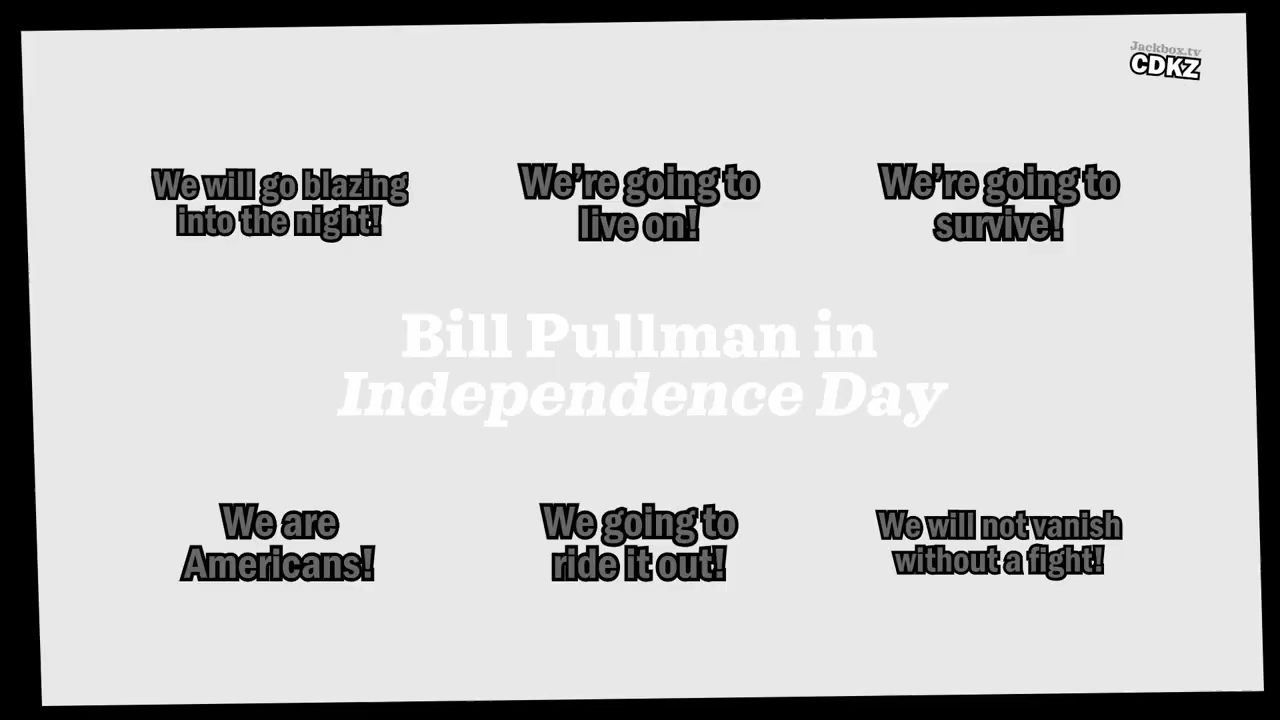 Jackbox.tv
CDKZ
We will go blazing
into the night!
We're going to
live on!
We're going to
survive!
Bill Pullman in
Independence Day
We are
Americans!
We going to
ride it out!
We will not vanish
without a fight!